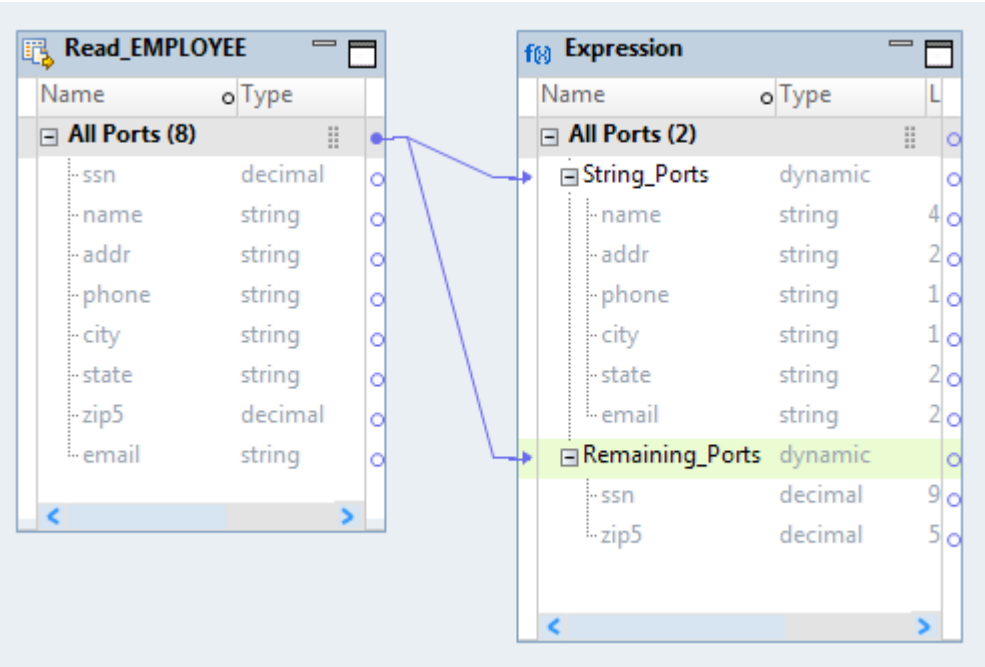 Read_EMPLOYEE
Name Type
All Ports (8)
ssn decimal
name string
addr string
phone string
city string
state string
zip5 decimal
email string
f(x) Expression
Name Type L
All Ports (2)
String_Ports dynamic
name string 4
addr string 2
phone string 1
city string 1
state string 2
email string 2
Remaining_Ports dynamic
ssn decimal 9
zip5 decimal 5